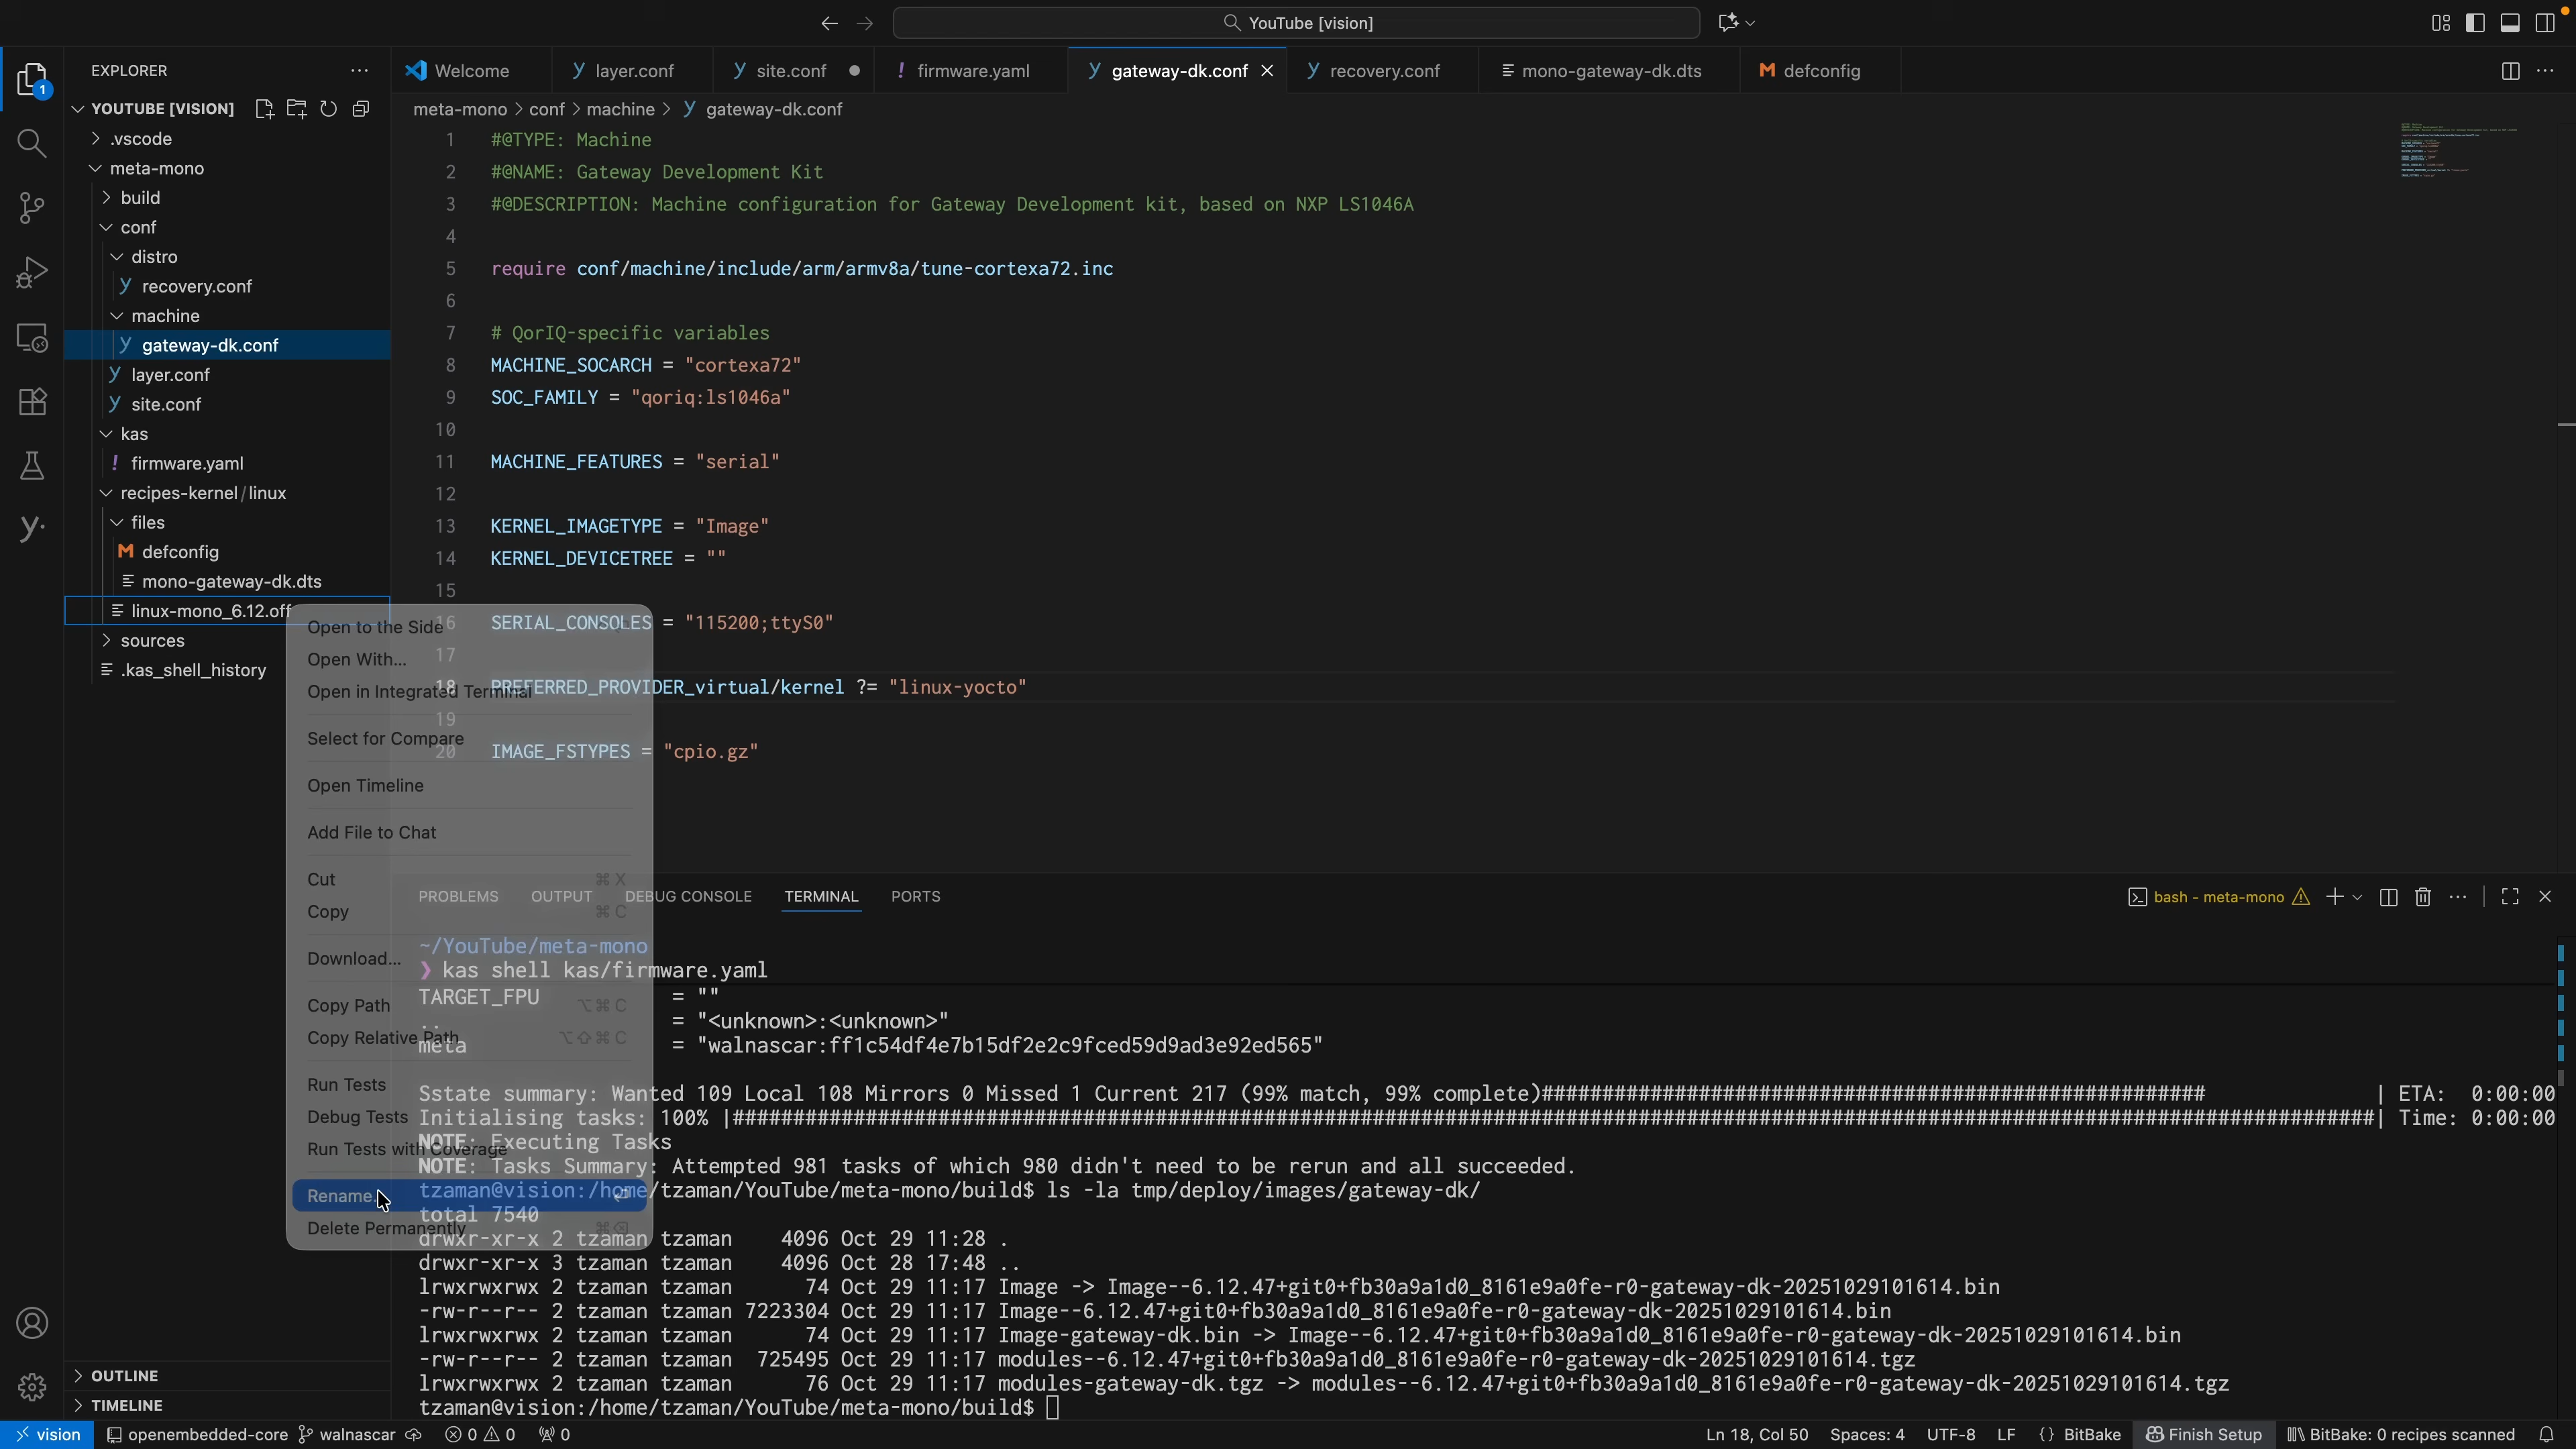 YouTube [vision]
EXPLORER
YOUTUBE [VISION]
.vscode
meta-mono
build
conf
distro
recovery.conf
machine
gateway-dk.conf
layer.conf
site.conf
kas
firmware.yaml
recipes-kernel/linux
files
defconfig
mono-gateway-dk.dts
linux-mono_6.12.off
sources
.kas_shell_history
OUTLINE
TIMELINE
Welcome
layer.conf
site.conf
firmware.yaml
gateway-dk.conf
recovery.conf
mono-gateway-dk.dts
defconfig
meta-mono > conf > machine > gateway-dk.conf
1 #@TYPE: Machine
2 #@NAME: Gateway Development Kit
3 #@DESCRIPTION: Machine configuration for Gateway Development kit, based on NXP LS1046A
4
5 require conf/machine/include/arm/armv8a/tune-cortexa72.inc
6
7 # QorIQ-specific variables
8 MACHINE_SOCARCH = "cortexa72"
9 SOC_FAMILY = "qoriq:ls1046a"
10
11 MACHINE_FEATURES = "serial"
12
13 KERNEL_IMAGETYPE = "Image"
14 KERNEL_DEVICETREE = ""
15
16 SERIAL_CONSOLES = "115200;ttyS0"
17
18 PREFERRED_PROVIDER_virtual/kernel ?= "linux-yocto"
19
20 IMAGE_FSTYPES = "cpio.gz"
Open to the Side
Open With...
Open in Integrated Terminal
Select for Compare
Open Timeline
Add File to Chat
Cut ⌘ X
Copy ⌘ C
Download...
Copy Path ⌥ ⌘ C
Copy Relative Path ⌥ ⇧ ⌘ C
Run Tests
Debug Tests
Run Tests with Coverage
Rename...
Delete Permanently ⌘ ⌫
PROBLEMS OUTPUT DEBUG CONSOLE TERMINAL PORTS
bash - meta-mono
~/YouTube/meta-mono
❯ kas shell kas/firmware.yaml
TARGET_FPU = ""
.. = "<unknown>:<unknown>"
meta = "walnascar:ff1c54df4e7b15df2e2c9fced59d9ad3e92ed565"
Sstate summary: Wanted 109 Local 108 Mirrors 0 Missed 1 Current 217 (99% match, 99% complete)####################################################### | ETA: 0:00:00
Initialising tasks: 100% |########################################################################################################################################| Time: 0:00:00
NOTE: Executing Tasks
NOTE: Tasks Summary: Attempted 981 tasks of which 980 didn't need to be rerun and all succeeded.
tzaman@vision:/home/tzaman/YouTube/meta-mono/build$ ls -la tmp/deploy/images/gateway-dk/
total 7540
drwxr-xr-x 2 tzaman tzaman 4096 Oct 29 11:28 .
drwxr-xr-x 3 tzaman tzaman 4096 Oct 28 17:48 ..
lrwxrwxrwx 2 tzaman tzaman 74 Oct 29 11:17 Image -> Image--6.12.47+git0+fb30a9a1d0_8161e9a0fe-r0-gateway-dk-20251029101614.bin
-rw-r--r-- 2 tzaman tzaman 7223304 Oct 29 11:17 Image--6.12.47+git0+fb30a9a1d0_8161e9a0fe-r0-gateway-dk-20251029101614.bin
lrwxrwxrwx 2 tzaman tzaman 74 Oct 29 11:17 Image-gateway-dk.bin -> Image--6.12.47+git0+fb30a9a1d0_8161e9a0fe-r0-gateway-dk-20251029101614.bin
-rw-r--r-- 2 tzaman tzaman 725495 Oct 29 11:17 modules--6.12.47+git0+fb30a9a1d0_8161e9a0fe-r0-gateway-dk-20251029101614.tgz
lrwxrwxrwx 2 tzaman tzaman 76 Oct 29 11:17 modules-gateway-dk.tgz -> modules--6.12.47+git0+fb30a9a1d0_8161e9a0fe-r0-gateway-dk-20251029101614.tgz
tzaman@vision:/home/tzaman/YouTube/meta-mono/build$
vision openembedded-core walnascar 0 0 0 Ln 18, Col 50 Spaces: 4 UTF-8 LF {} BitBake Finish Setup BitBake: 0 recipes scanned